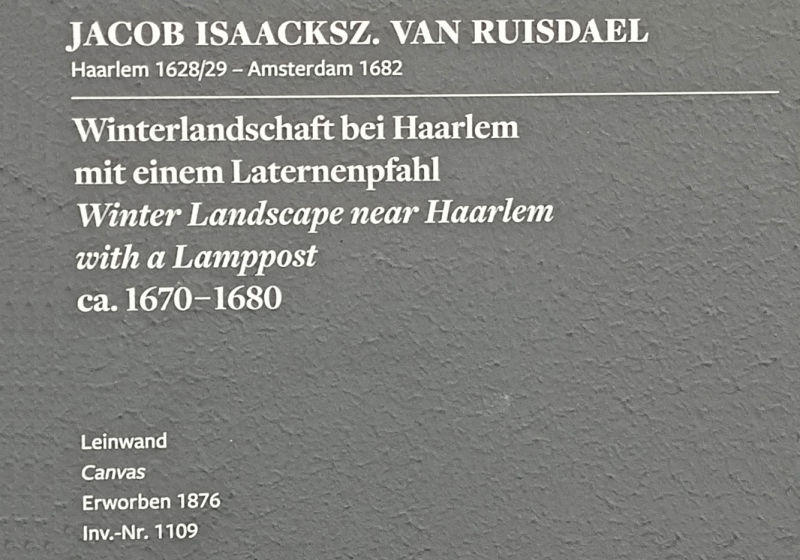 JACOB ISAACKSZ. VAN RUISDAEL
Haarlem 1628/29 – Amsterdam 1682
Winterlandschaft bei Haarlem
mit einem Laternenpfahl
Winter Landscape near Haarlem
with a Lamppost
ca. 1670–1680
Leinwand
Canvas
Erworben 1876
Inv.-Nr. 1109